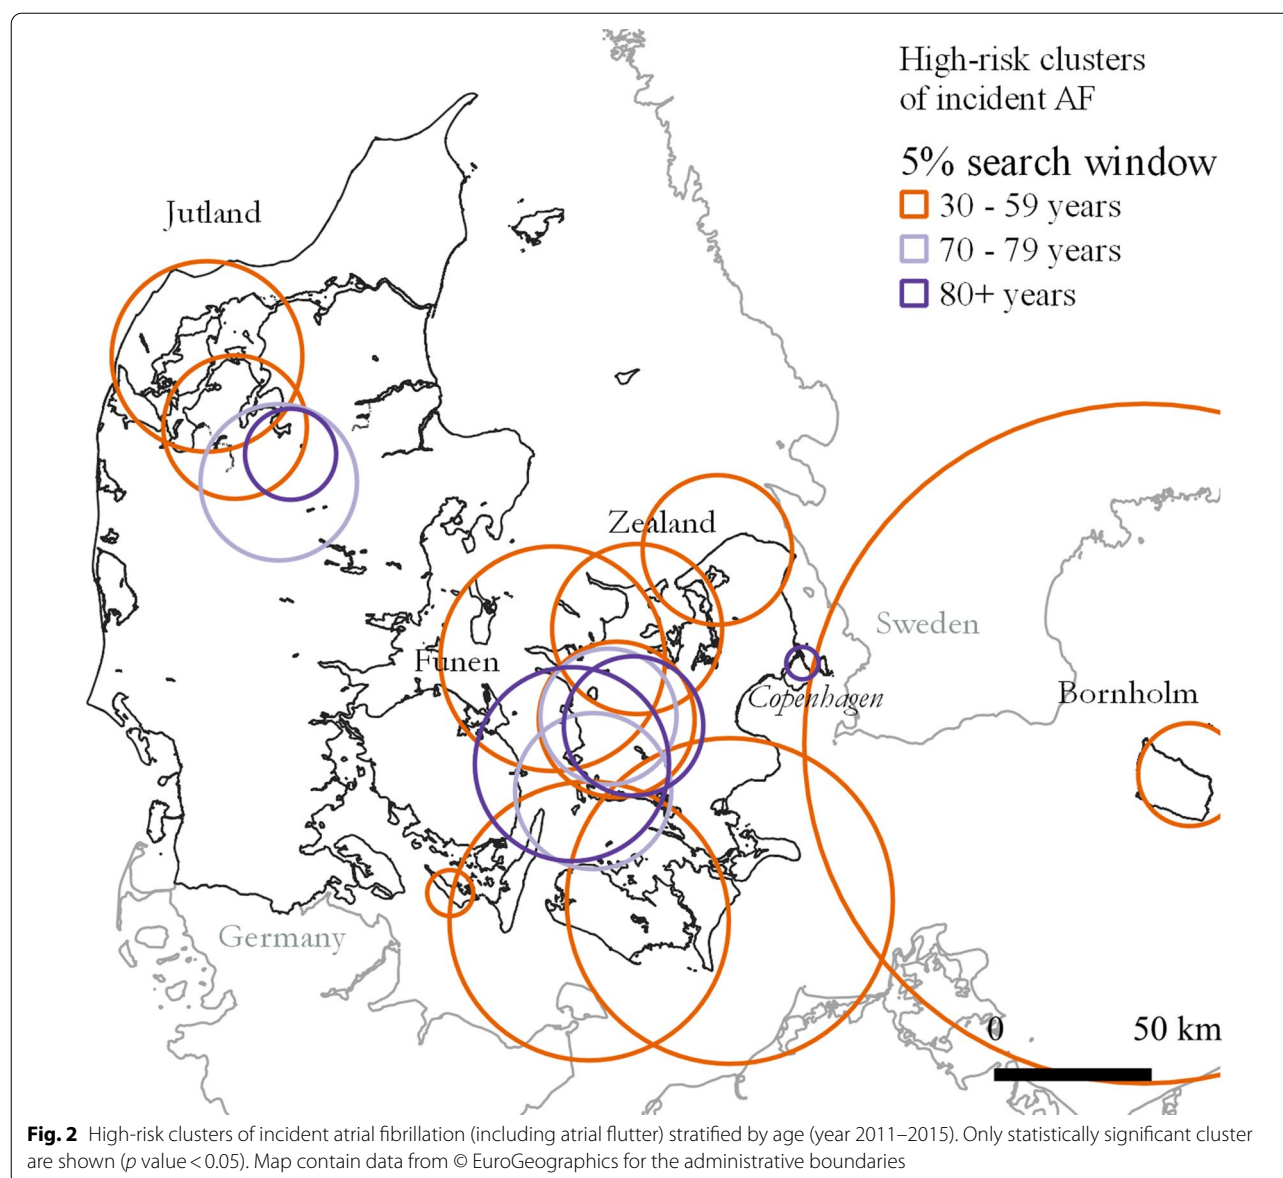 High-risk clusters
of incident AF
5% search window
30 - 59 years
70 - 79 years
80+ years
Jutland
Zealand
Funen
Sweden
Copenhagen
Bornholm
Germany
0 50 km
Fig. 2 High-risk clusters of incident atrial fibrillation (including atrial flutter) stratified by age (year 2011–2015). Only statistically significant cluster
are shown (p value < 0.05). Map contain data from © EuroGeographics for the administrative boundaries